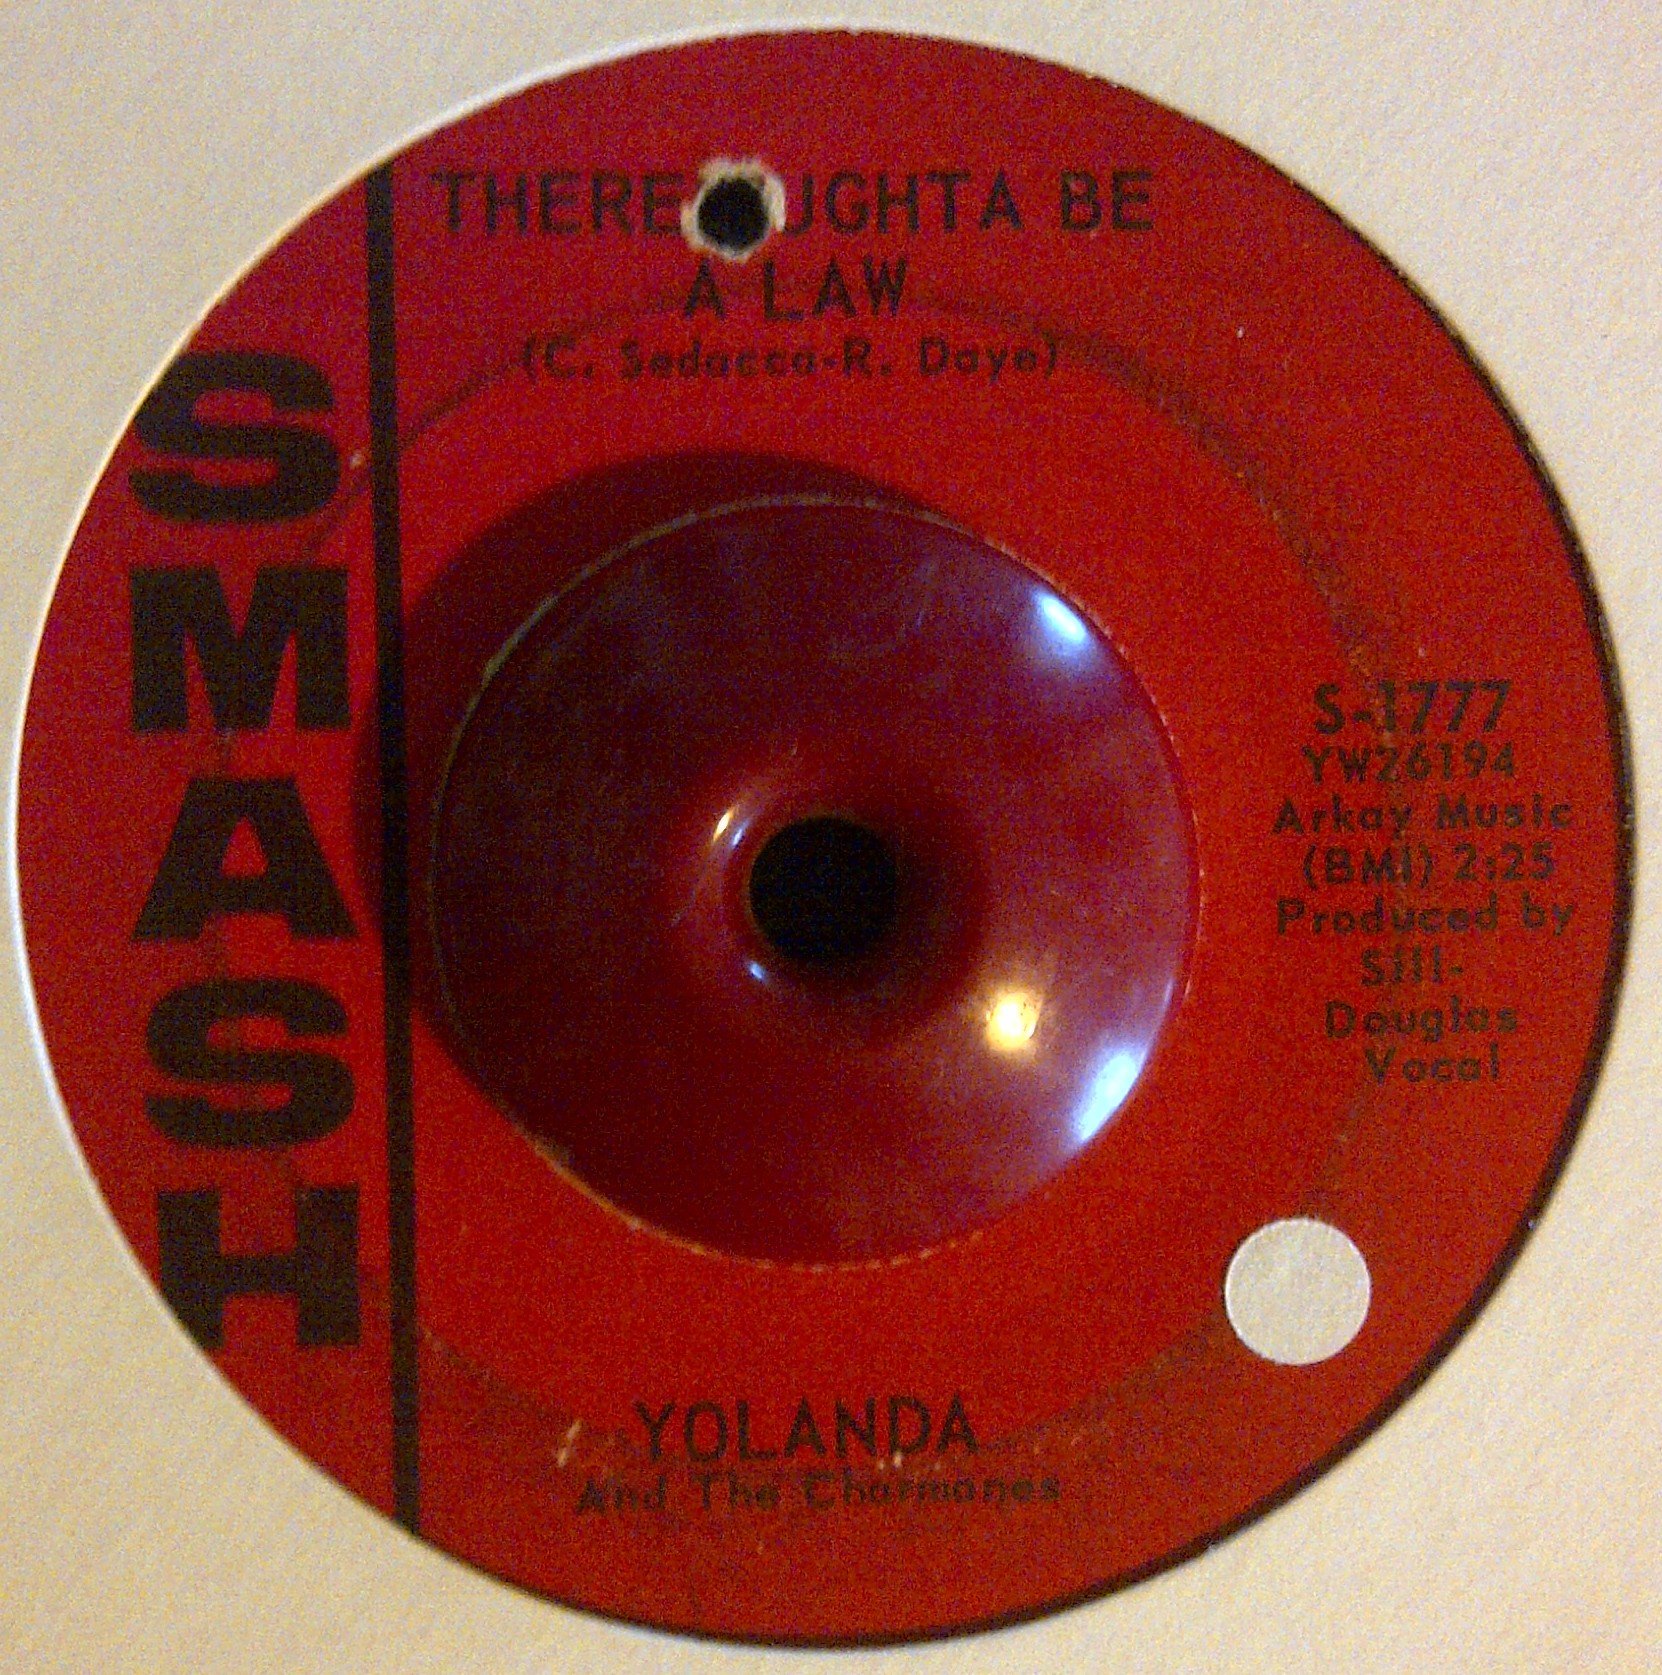 SMASH
THERE UGHTA BE
A LAW
(C. Sedacca-R. Daye)
S-1777
YW26194
Arkay Music
(BMI) 2:25
Produced by
Sill-
Douglas
Vocal
YOLANDA
And The Charmanes